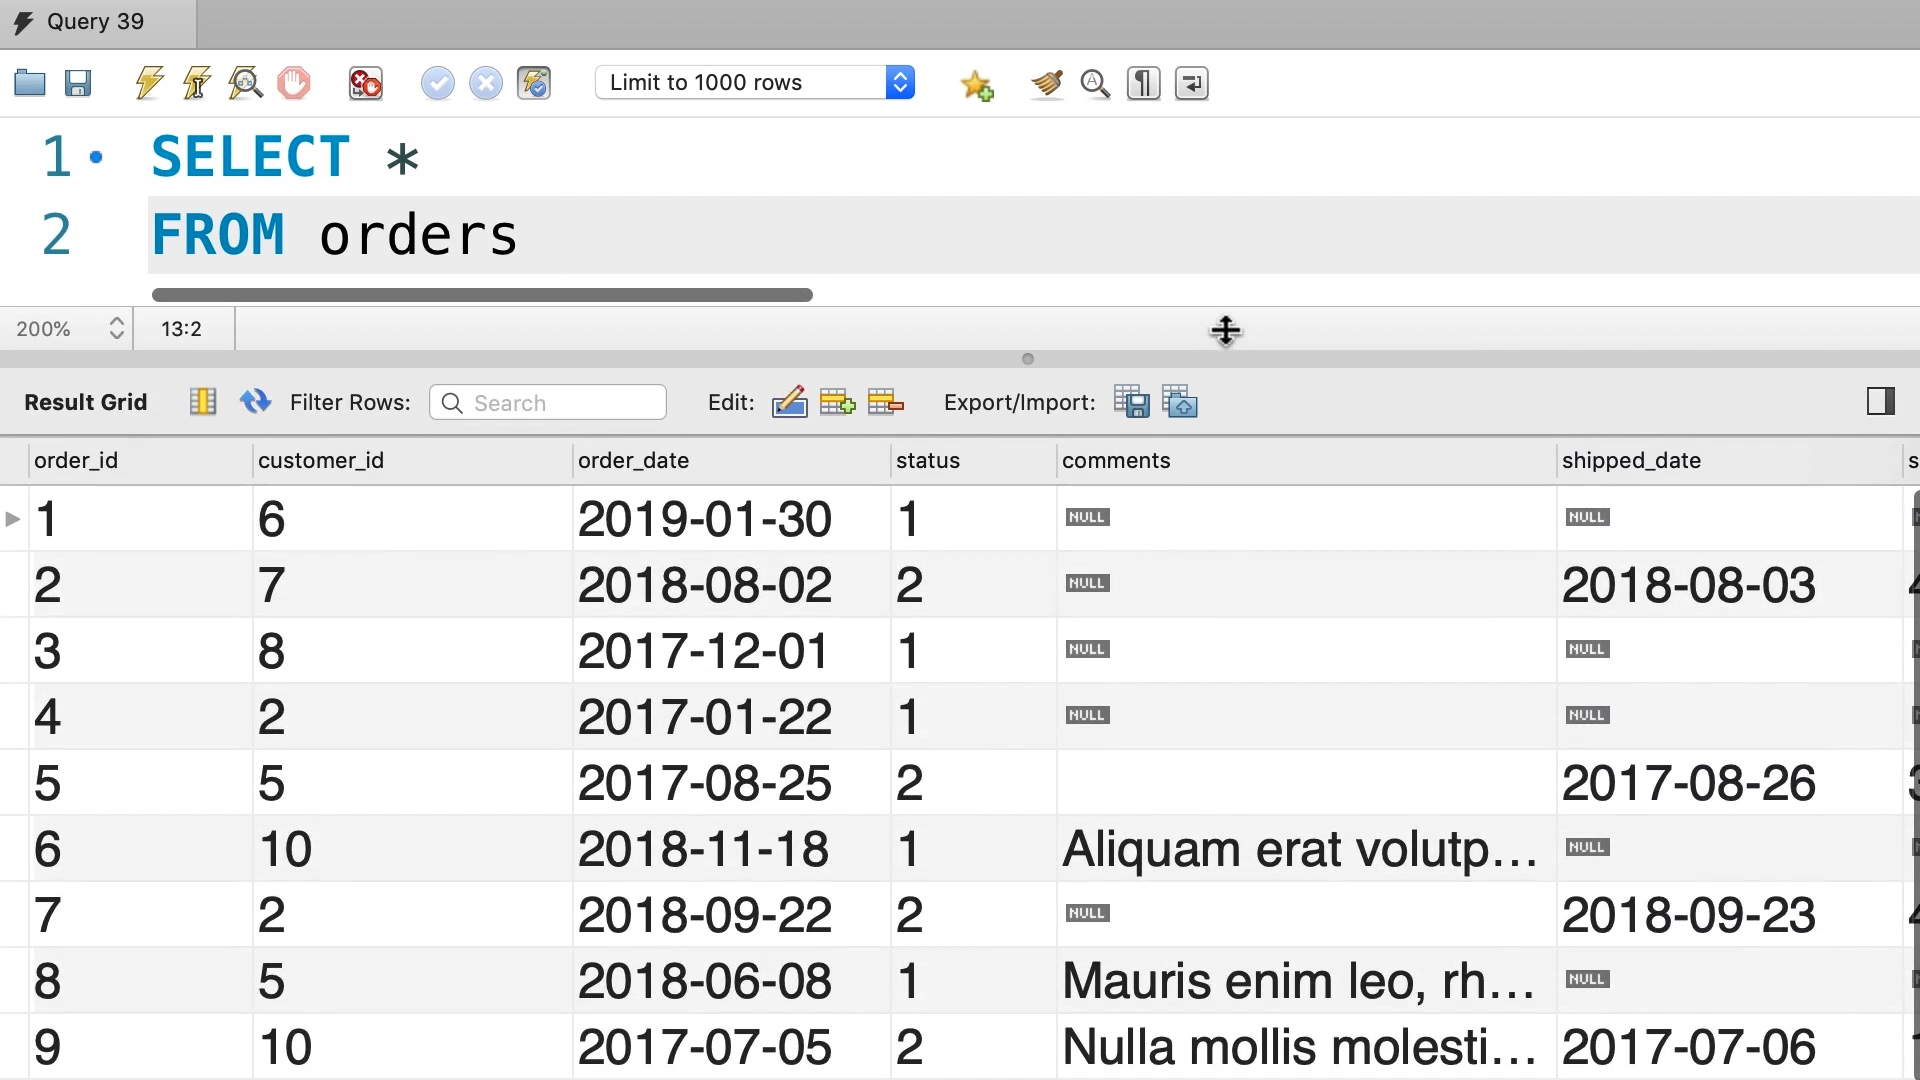 Query 39
Limit to 1000 rows
1 SELECT *
2 FROM orders
200% 13:2
Result Grid Filter Rows: Search Edit: Export/Import:
order_id customer_id order_date status comments shipped_date s
1 6 2019-01-30 1 NULL NULL
2 7 2018-08-02 2 NULL 2018-08-03
3 8 2017-12-01 1 NULL NULL
4 2 2017-01-22 1 NULL NULL
5 5 2017-08-25 2 2017-08-26
6 10 2018-11-18 1 Aliquam erat volutp... NULL
7 2 2018-09-22 2 NULL 2018-09-23
8 5 2018-06-08 1 Mauris enim leo, rh... NULL
9 10 2017-07-05 2 Nulla mollis molesti... 2017-07-06